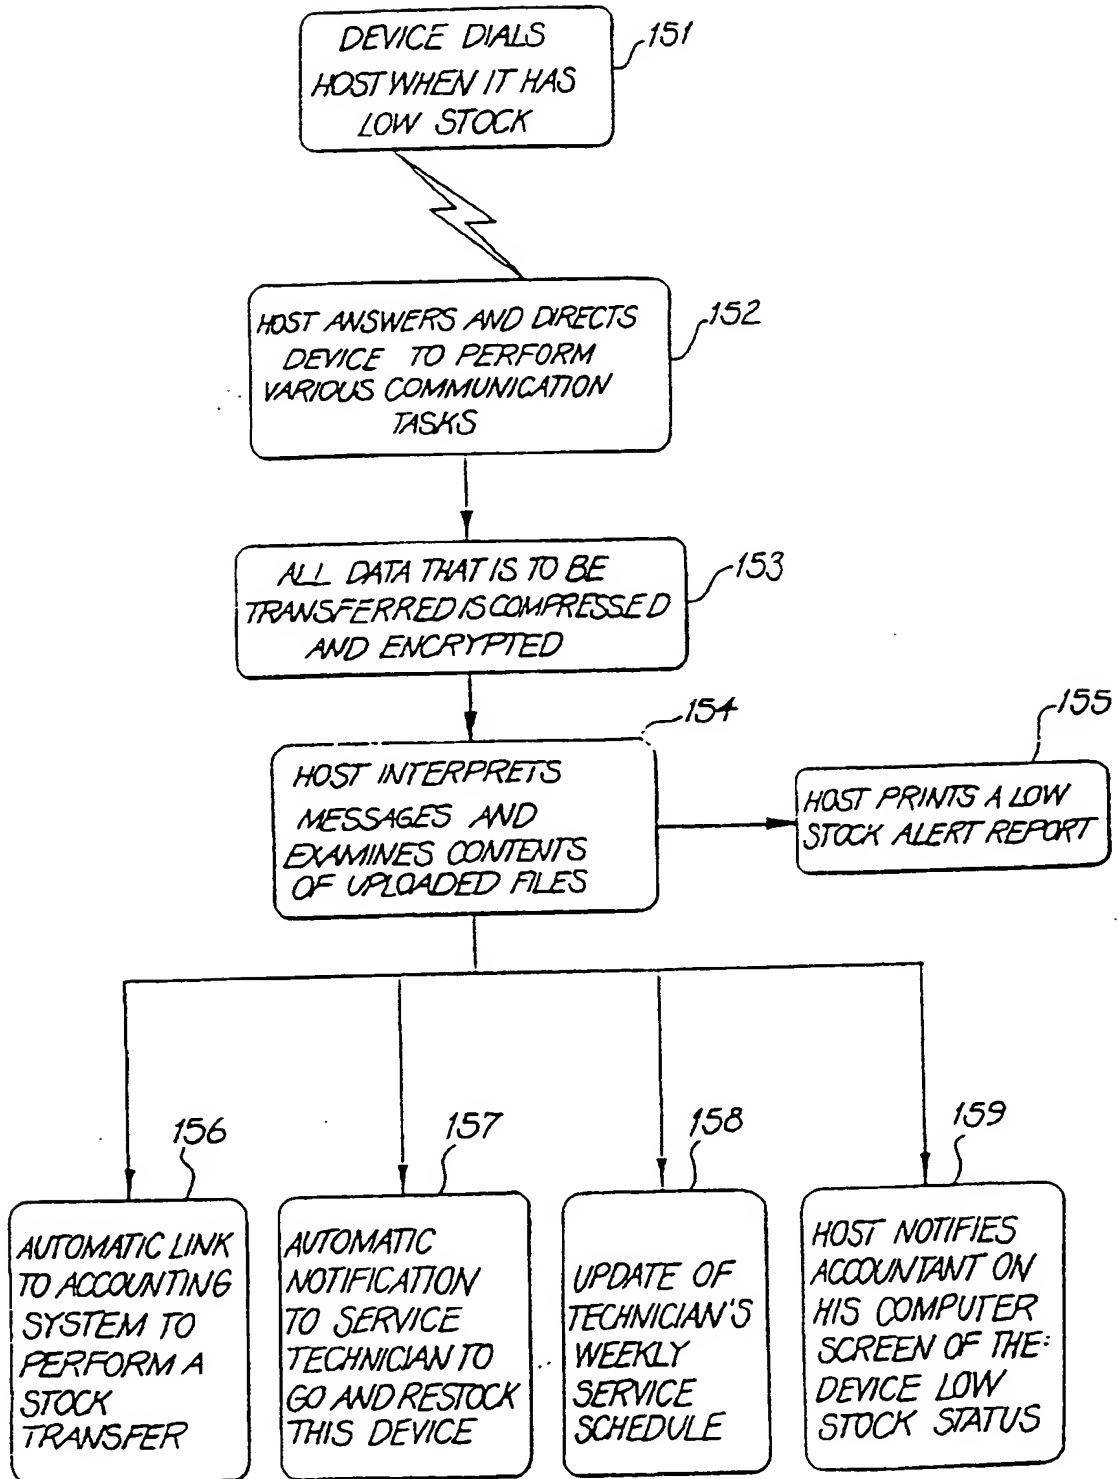 DEVICE DIALS
HOST WHEN IT HAS
LOW STOCK
151
HOST ANSWERS AND DIRECTS
DEVICE TO PERFORM
VARIOUS COMMUNICATION
TASKS
152
ALL DATA THAT IS TO BE
TRANSFERRED IS COMPRESSED
AND ENCRYPTED
153
HOST INTERPRETS
MESSAGES AND
EXAMINES CONTENTS
OF UPLOADED FILES
154
HOST PRINTS A LOW
STOCK ALERT REPORT
155
156
AUTOMATIC LINK
TO ACCOUNTING
SYSTEM TO
PERFORM A
STOCK
TRANSFER
157
AUTOMATIC
NOTIFICATION
TO SERVICE
TECHNICIAN TO
GO AND RESTOCK
THIS DEVICE
158
UPDATE OF
TECHNICIAN'S
WEEKLY
SERVICE
SCHEDULE
159
HOST NOTIFIES
ACCOUNTANT ON
HIS COMPUTER
SCREEN OF THE
DEVICE LOW
STOCK STATUS